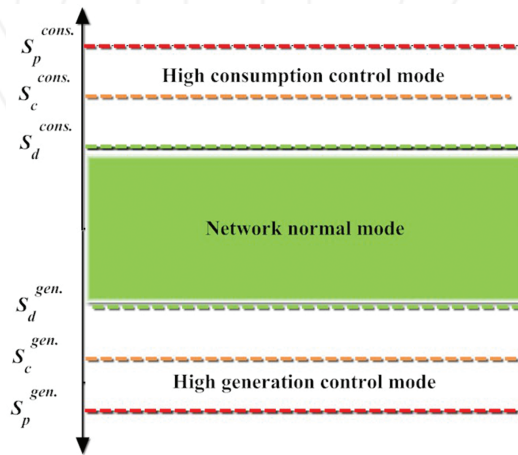 S_p^cons.
High consumption control mode
S_c^cons.
S_d^cons.
Network normal mode
S_d^gen.
S_c^gen.
High generation control mode
S_p^gen.